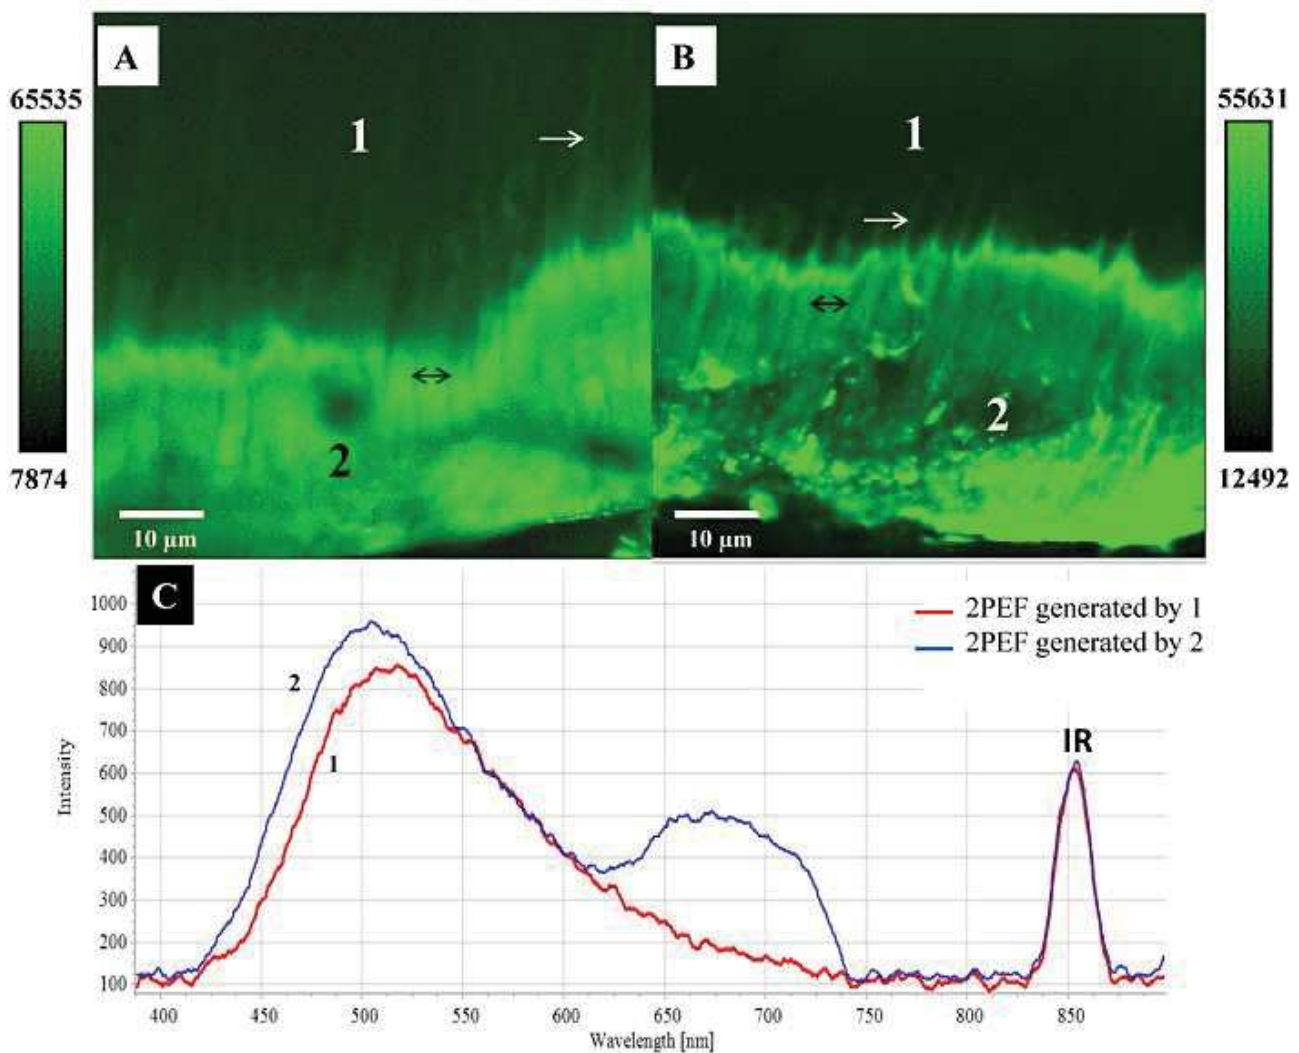 A
B
65535
55631
1
1
2
2
7874
12492
10 µm
10 µm
C
2PEF generated by 1
2PEF generated by 2
1000
900
800
700
600
500
400
300
200
100
Intensity
2
1
IR
400 450 500 550 600 650 700 750 800 850
Wavelength [nm]